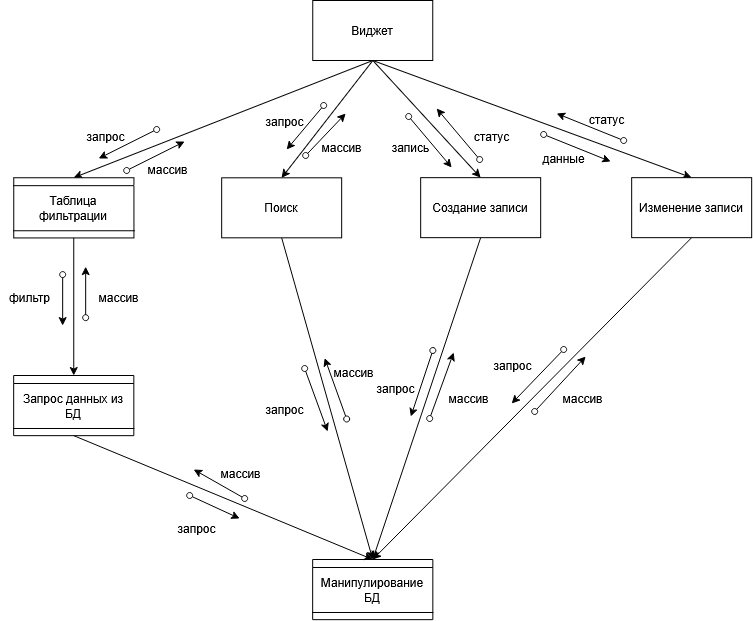 Виджет
запрос
массив
запрос
массив
запись
статус
данные
статус
Таблица
фильтрации
Поиск
Создание записи
Изменение записи
фильтр
массив
запрос
массив
запрос
массив
запрос
массив
Запрос данных из
БД
массив
запрос
Манипулирование
БД